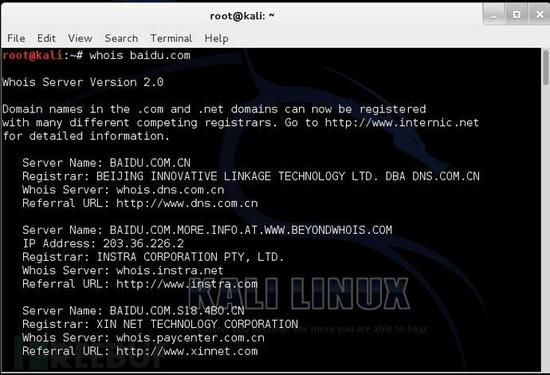 root@kali: ~
File Edit View Search Terminal Help
root@kali:~# whois baidu.com
Whois Server Version 2.0
Domain names in the .com and .net domains can now be registered
with many different competing registrars. Go to http://www.internic.net
for detailed information.
Server Name: BAIDU.COM.CN
Registrar: BEIJING INNOVATIVE LINKAGE TECHNOLOGY LTD. DBA DNS.COM.CN
Whois Server: whois.dns.com.cn
Referral URL: http://www.dns.com.cn
Server Name: BAIDU.COM.MORE.INFO.AT.WWW.BEYONDWHOIS.COM
IP Address: 203.36.226.2
Registrar: INSTRA CORPORATION PTY, LTD.
Whois Server: whois.instra.net
Referral URL: http://www.instra.com
KALI LINUX
Server Name: BAIDU.COM.S18.4B0.CN
Registrar: XIN NET TECHNOLOGY CORPORATION
the more you are able to hear
Whois Server: whois.paycenter.com.cn
Referral URL: http://www.xinnet.com